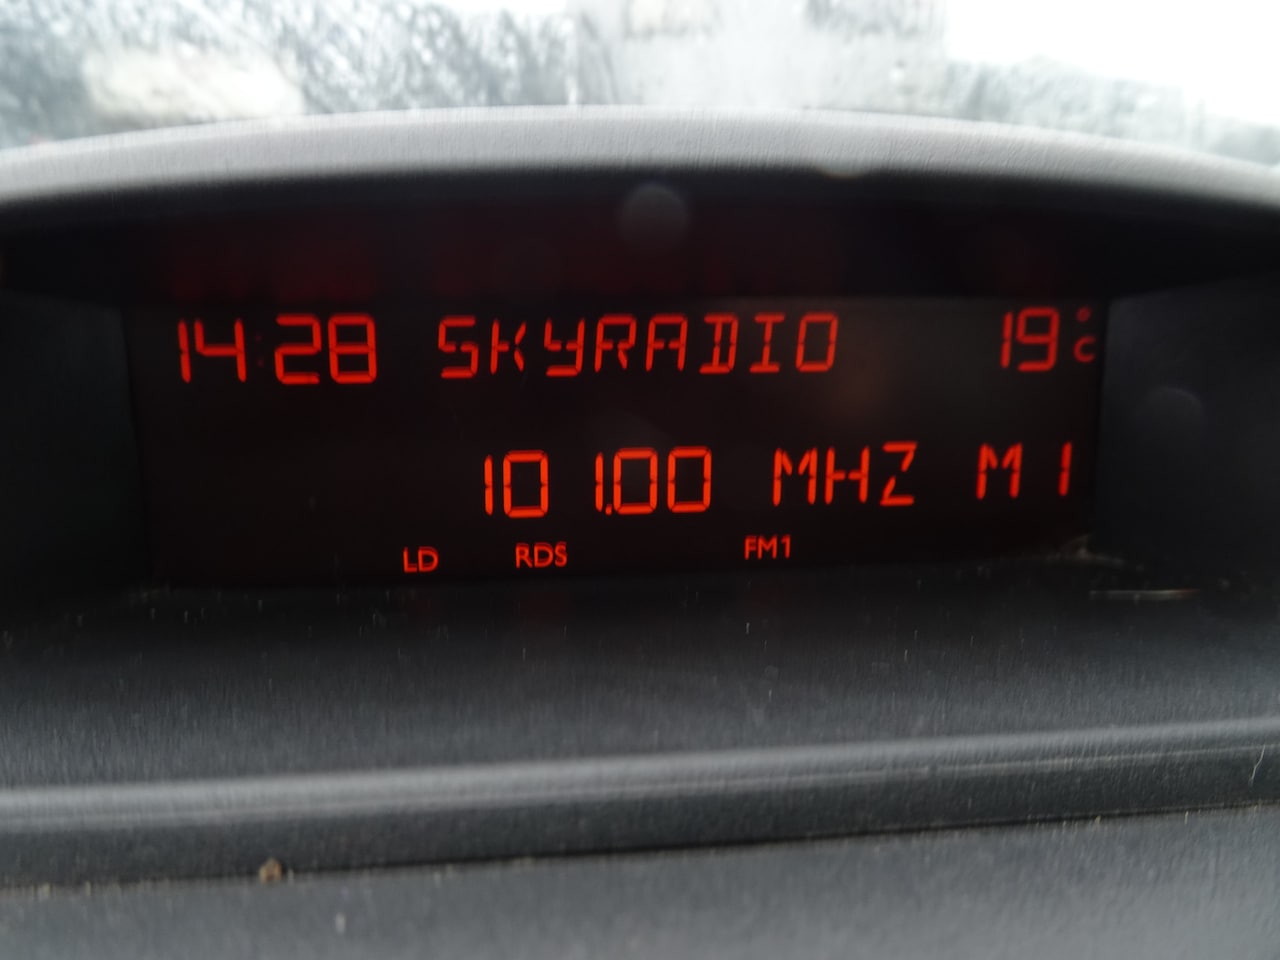 14:28 SKYRADIO 19°C
101.00 MHZ M1
LD RDS FM1